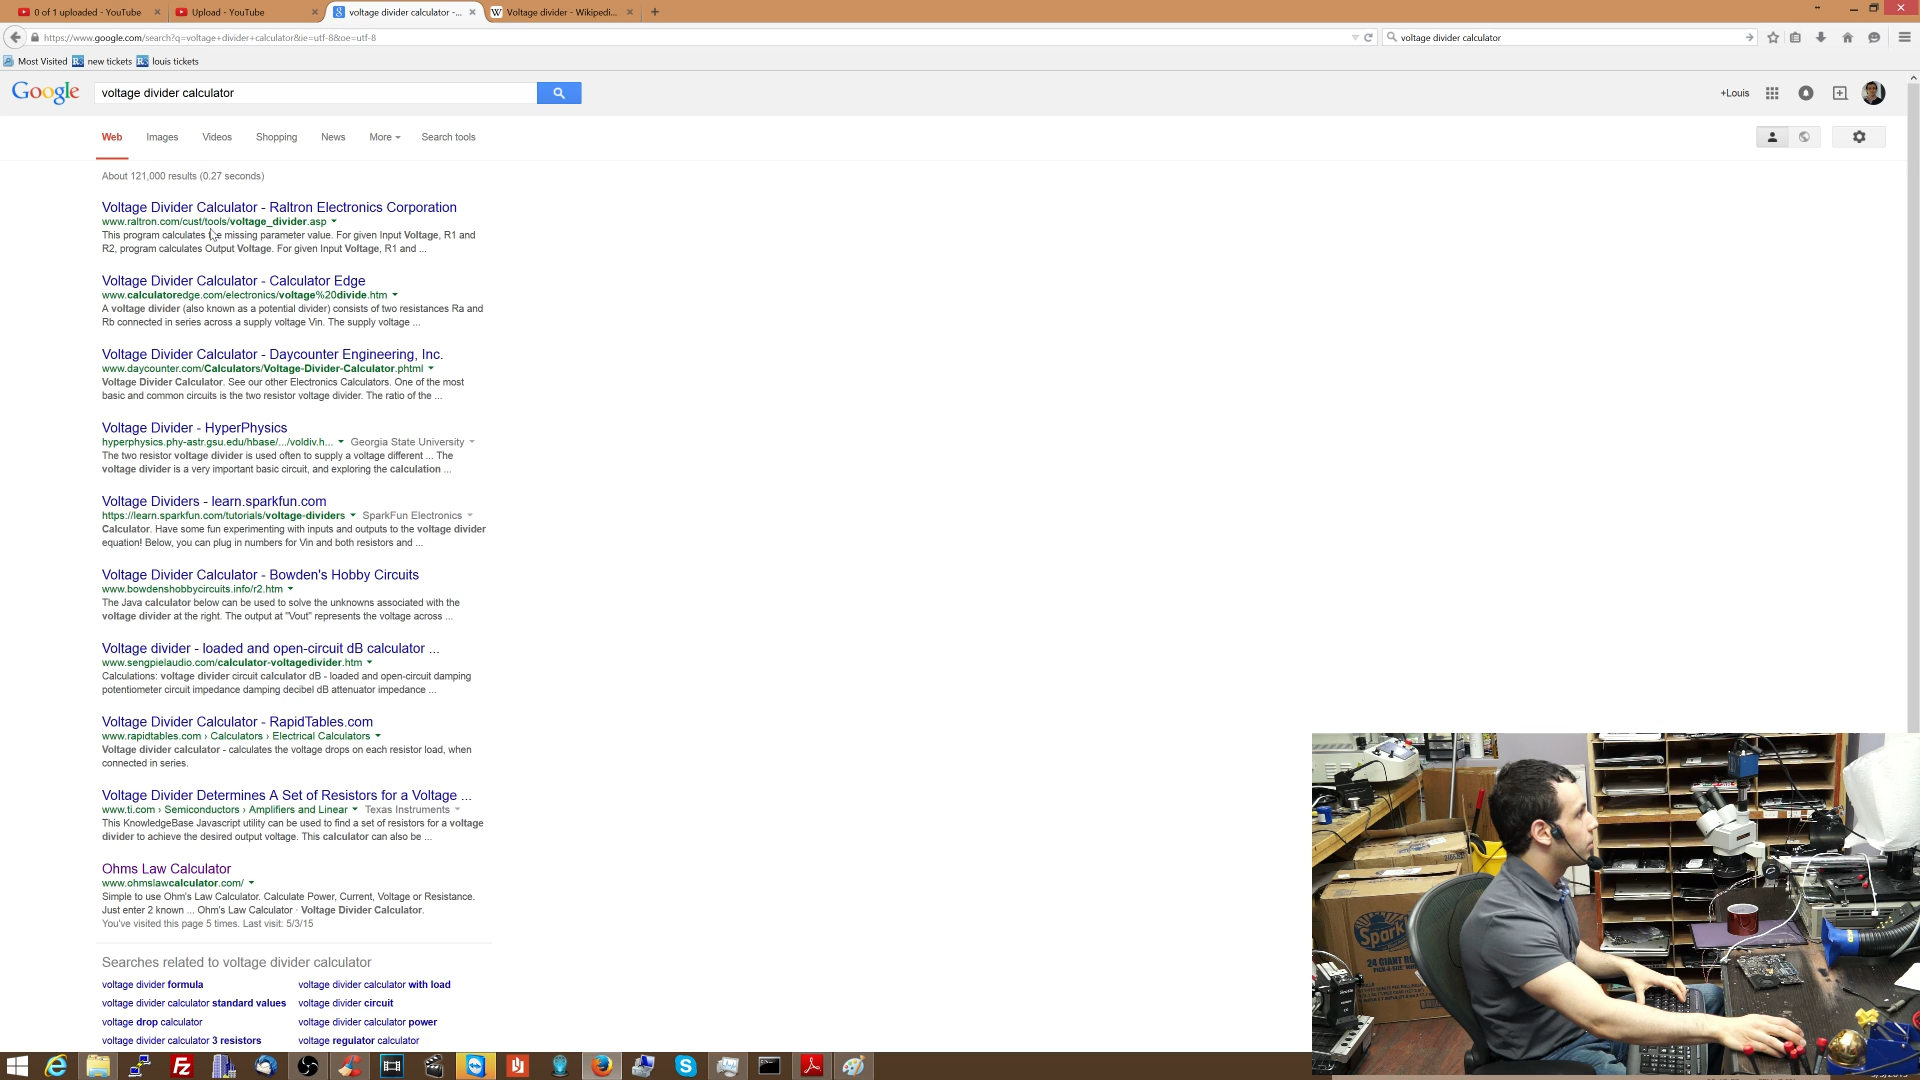 0 of 1 uploaded - YouTube
Upload - YouTube
voltage divider calculator -...
Voltage divider - Wikipedi...
https://www.google.com/search?q=voltage+divider+calculator&ie=utf-8&oe=utf-8
voltage divider calculator
Most Visited
new tickets
louis tickets
Google
voltage divider calculator
+Louis
Web
Images
Videos
Shopping
News
More
Search tools
About 121,000 results (0.27 seconds)
Voltage Divider Calculator - Raltron Electronics Corporation
www.raltron.com/cust/tools/voltage_divider.asp
This program calculates the missing parameter value. For given Input Voltage, R1 and
R2, program calculates Output Voltage. For given Input Voltage, R1 and ...
Voltage Divider Calculator - Calculator Edge
www.calculatoredge.com/electronics/voltage%20divide.htm
A voltage divider (also known as a potential divider) consists of two resistances Ra and
Rb connected in series across a supply voltage Vin. The supply voltage ...
Voltage Divider Calculator - Daycounter Engineering, Inc.
www.daycounter.com/Calculators/Voltage-Divider-Calculator.phtml
Voltage Divider Calculator. See our other Electronics Calculators. One of the most
basic and common circuits is the two resistor voltage divider. The ratio of the ...
Voltage Divider - HyperPhysics
hyperphysics.phy-astr.gsu.edu/hbase/.../voldiv.h... Georgia State University
The two resistor voltage divider is used often to supply a voltage different ... The
voltage divider is a very important basic circuit, and exploring the calculation ...
Voltage Dividers - learn.sparkfun.com
https://learn.sparkfun.com/tutorials/voltage-dividers SparkFun Electronics
Calculator. Have some fun experimenting with inputs and outputs to the voltage divider
equation! Below, you can plug in numbers for Vin and both resistors and ...
Voltage Divider Calculator - Bowden's Hobby Circuits
www.bowdenshobbycircuits.info/r2.htm
The Java calculator below can be used to solve the unknowns associated with the
voltage divider at the right. The output at "Vout" represents the voltage across ...
Voltage divider - loaded and open-circuit dB calculator ...
www.sengpielaudio.com/calculator-voltagedivider.htm
Calculations: voltage divider circuit calculator dB - loaded and open-circuit damping
potentiometer circuit impedance damping decibel dB attenuator impedance ...
Voltage Divider Calculator - RapidTables.com
www.rapidtables.com › Calculators › Electrical Calculators
Voltage divider calculator - calculates the voltage drops on each resistor load, when
connected in series.
Voltage Divider Determines A Set of Resistors for a Voltage ...
www.ti.com › Semiconductors › Amplifiers and Linear Texas Instruments
This KnowledgeBase Javascript utility can be used to find a set of resistors for a voltage
divider to achieve the desired output voltage. This calculator can also be ...
Ohms Law Calculator
www.ohmslawcalculator.com/
Simple to use Ohm's Law Calculator. Calculate Power, Current, Voltage or Resistance.
Just enter 2 known ... Ohm's Law Calculator · Voltage Divider Calculator.
You've visited this page 5 times. Last visit: 5/3/15
Searches related to voltage divider calculator
voltage divider formula
voltage divider calculator with load
voltage divider calculator standard values
voltage divider circuit
voltage drop calculator
voltage divider calculator power
voltage divider calculator 3 resistors
voltage regulator calculator
Spark
24 GIANT R